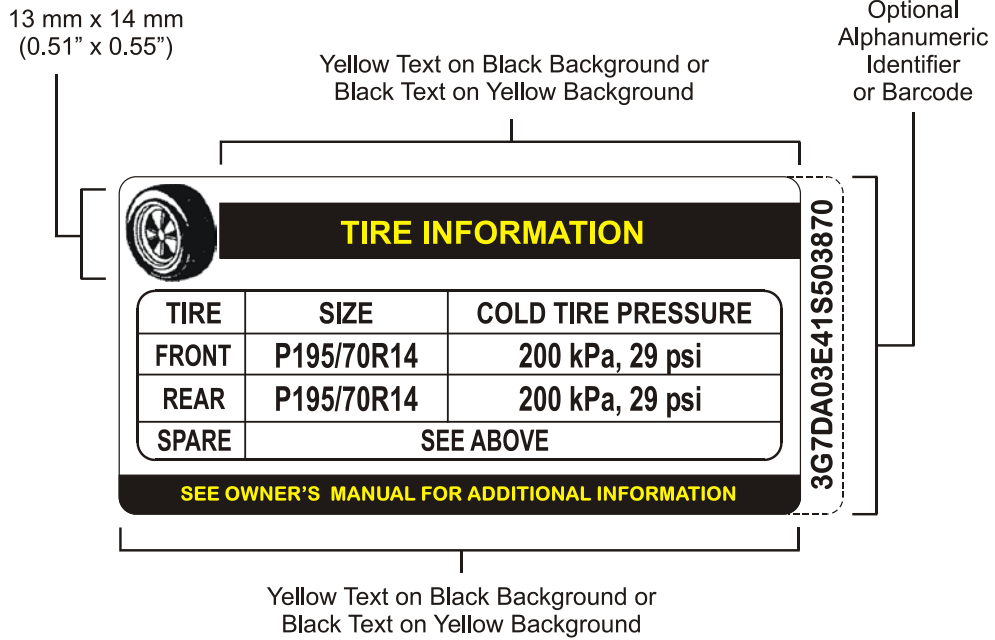 13 mm x 14 mm
(0.51” x 0.55”)
Yellow Text on Black Background or
Black Text on Yellow Background
Optional
Alphanumeric
Identifier
or Barcode
TIRE INFORMATION
TIRE SIZE COLD TIRE PRESSURE
FRONT P195/70R14 200 kPa, 29 psi
REAR P195/70R14 200 kPa, 29 psi
SPARE SEE ABOVE
SEE OWNER’S MANUAL FOR ADDITIONAL INFORMATION
3G7DA03E41S503870
Yellow Text on Black Background or
Black Text on Yellow Background